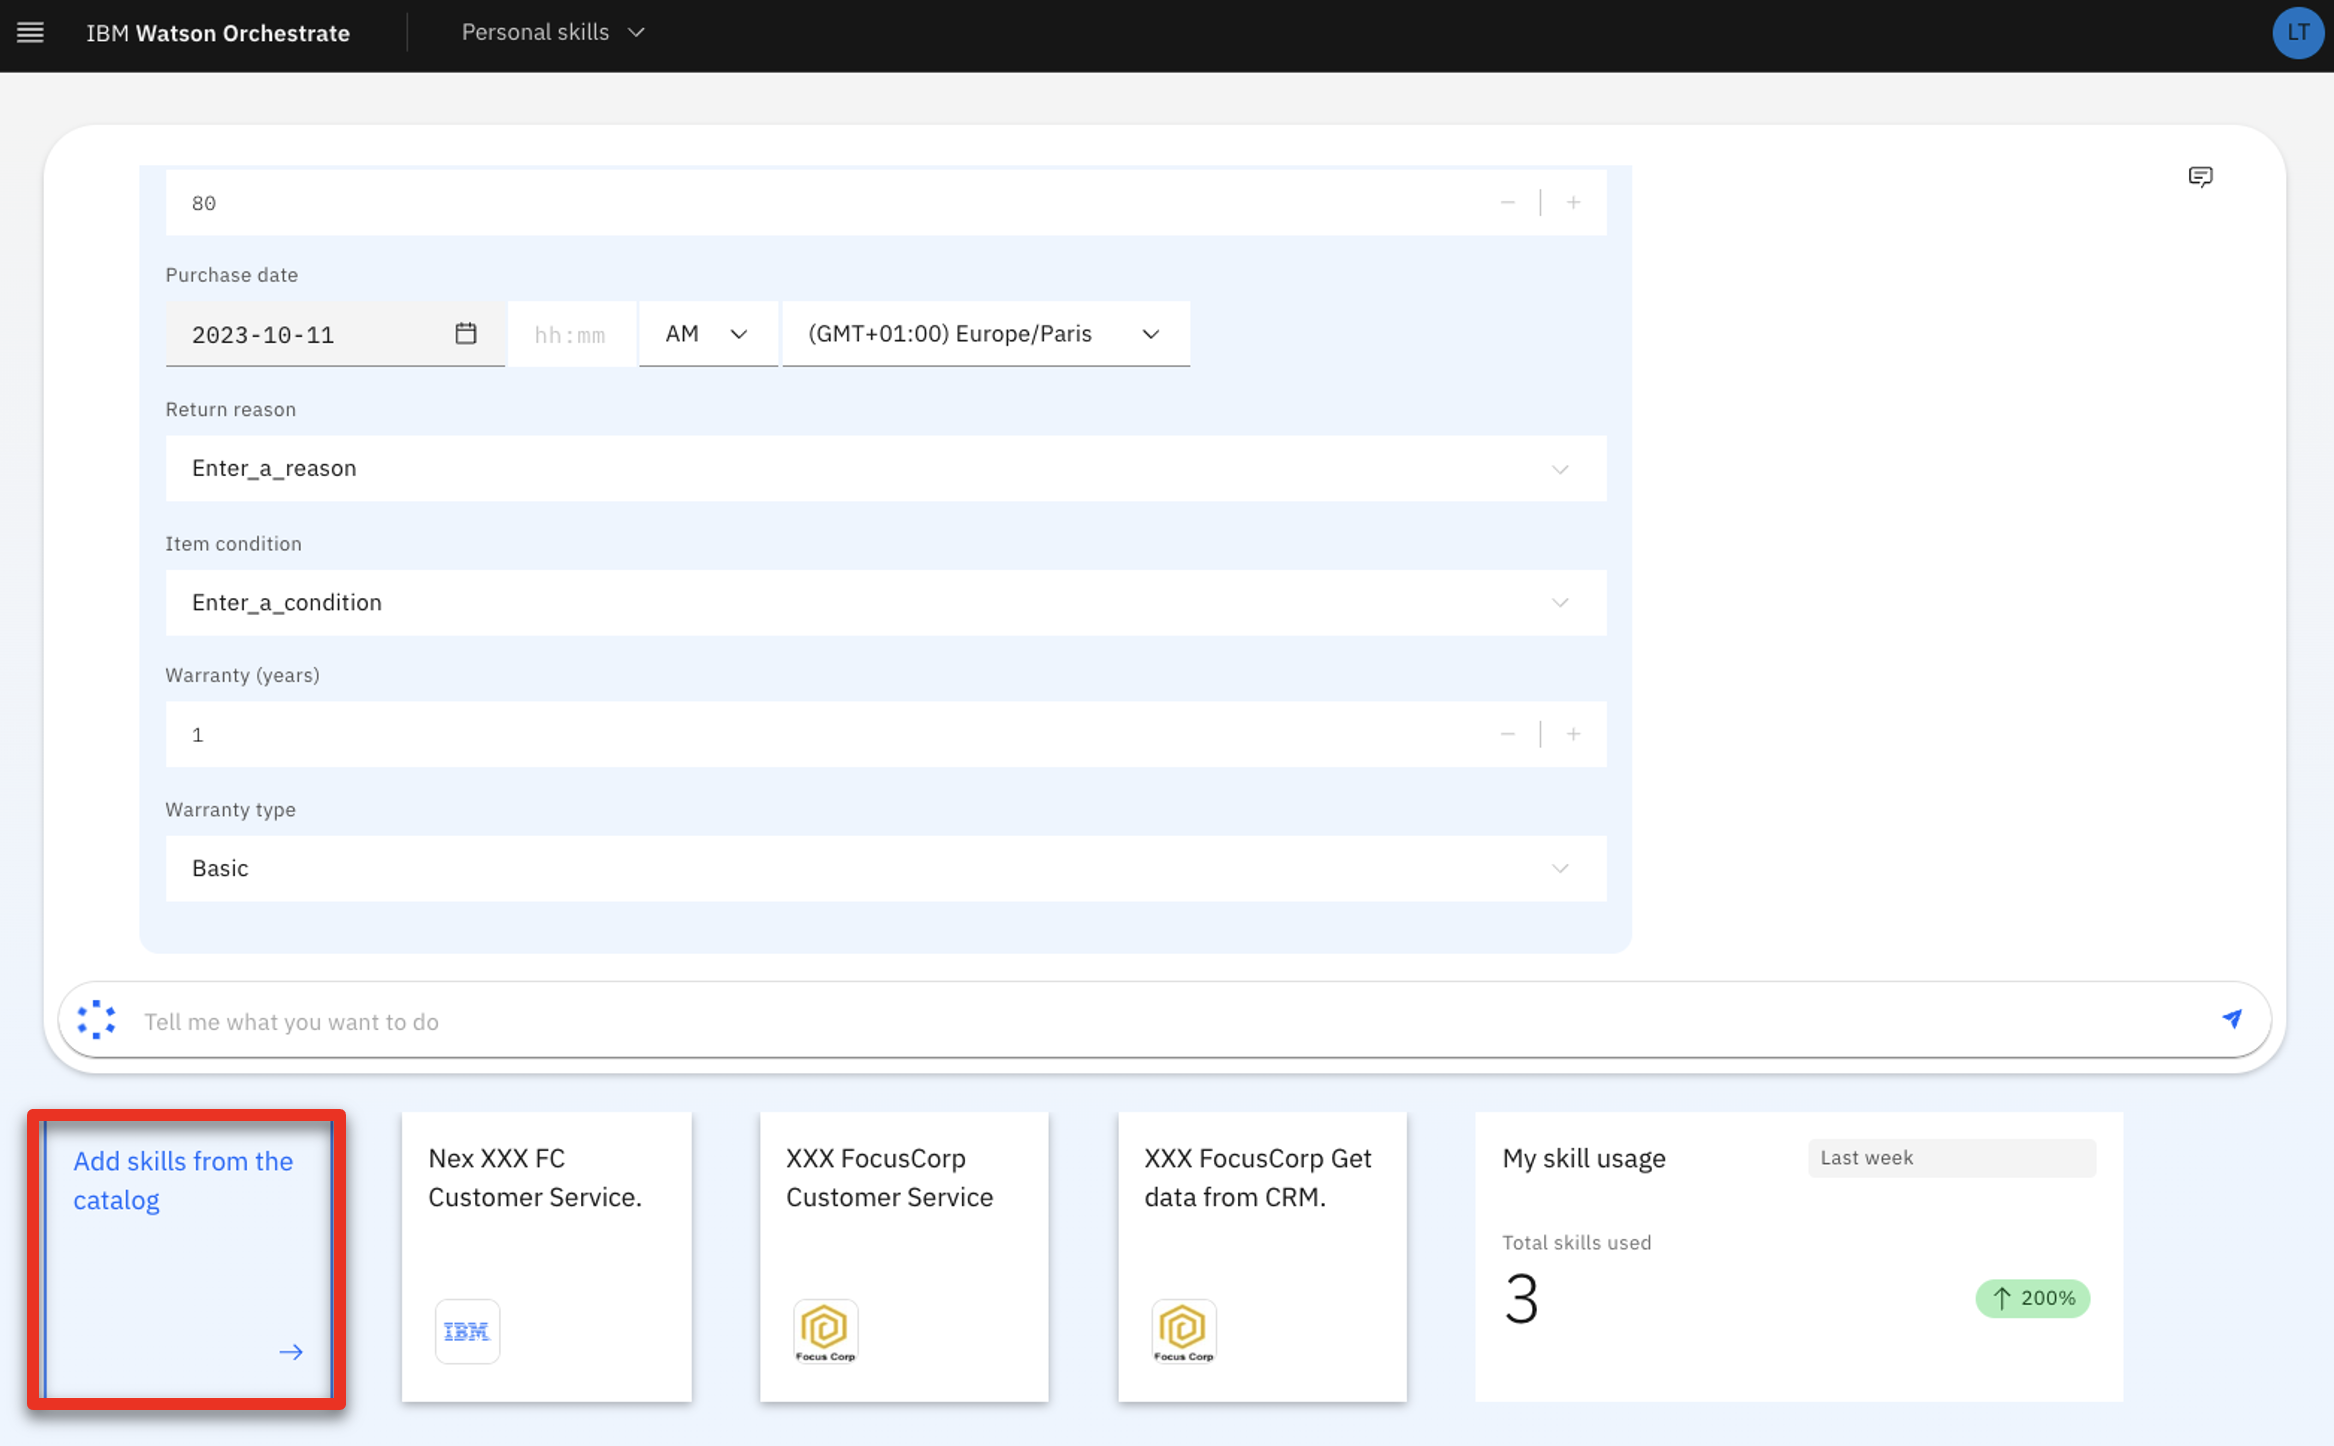 IBM Watson Orchestrate
Personal skills
LT
80
Purchase date
2023-10-11
hh:mm
AM
(GMT+01:00) Europe/Paris
Return reason
Enter_a_reason
Item condition
Enter_a_condition
Warranty (years)
1
Warranty type
Basic
Tell me what you want to do
Add skills from the
catalog
Nex XXX FC
Customer Service.
IBM
XXX FocusCorp
Customer Service
Focus Corp
XXX FocusCorp Get
data from CRM.
Focus Corp
My skill usage
Last week
Total skills used
3
200%